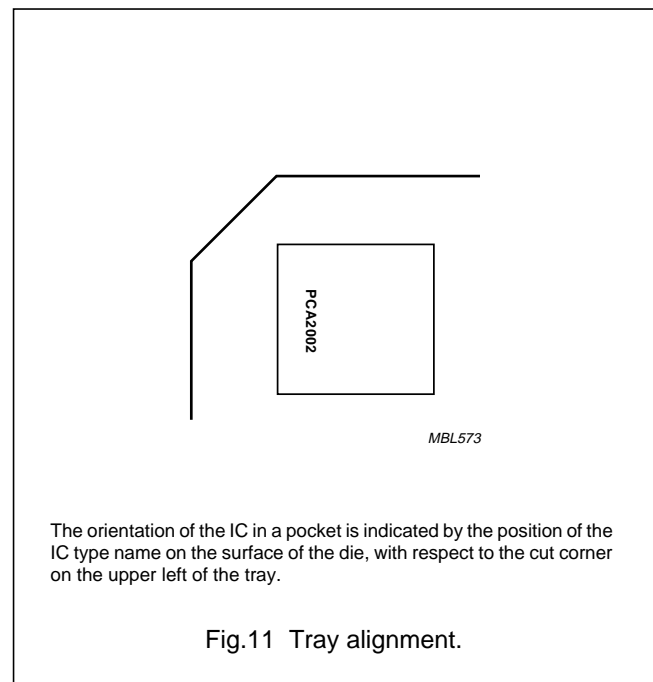 PCA2002
MBL573
The orientation of the IC in a pocket is indicated by the position of the
IC type name on the surface of the die, with respect to the cut corner
on the upper left of the tray.
Fig.11 Tray alignment.